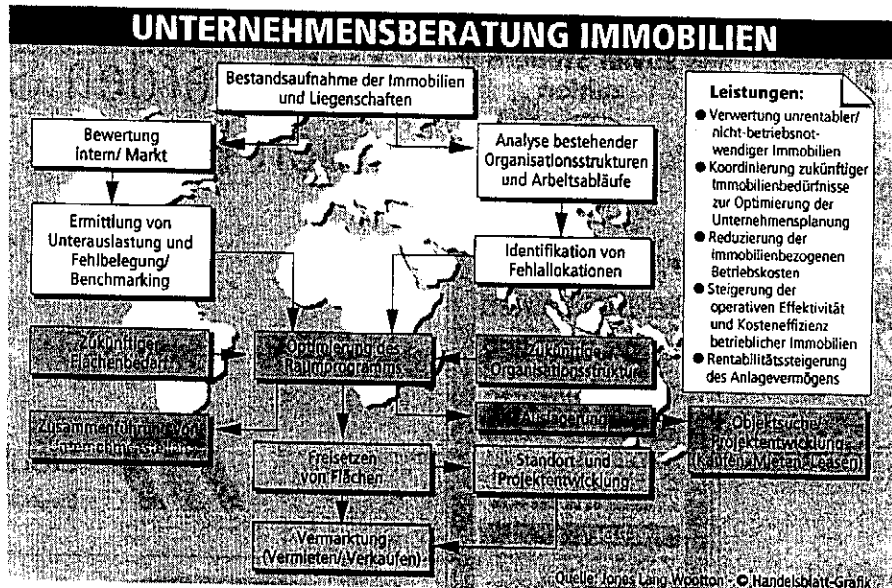 UNTERNEHMENSBERATUNG IMMOBILIEN
Bestandsaufnahme der Immobilien
und Liegenschaften
Bewertung
intern/ Markt
Analyse bestehender
Organisationsstrukturen
und Arbeitsabläufe
Ermittlung von
Unterauslastung und
Fehlbelegung/
Benchmarking
Identifikation von
Fehlallokationen
Zukünftiger
Flächenbedarf
Optimierung des
Raumprogramms
Zukünftige
Organisationsstruktur
Zusammenführung von
Auslagerung
Objektsuche
Projektentwicklung
(Kaufen/Mieten/Leasen)
Freisetzen
von Flächen
Standort- und
Projektentwicklung
Vermarktung
(Vermieten/Verkaufen)
Leistungen:
● Verwertung unrentabler/
nicht-betriebsnot-
wendiger Immobilien
● Koordinierung zukünftiger
Immobilienbedürfnisse
zur Optimierung der
Unternehmensplanung
● Reduzierung der
immobilienbezogenen
Betriebskosten
● Steigerung der
operativen Effektivität
und Kosteneffizienz
betrieblicher Immobilien
● Rentabilitätssteigerung
des Anlagevermögens
Quelle: Jones Lang Wootton · © Handelsblatt-Grafik